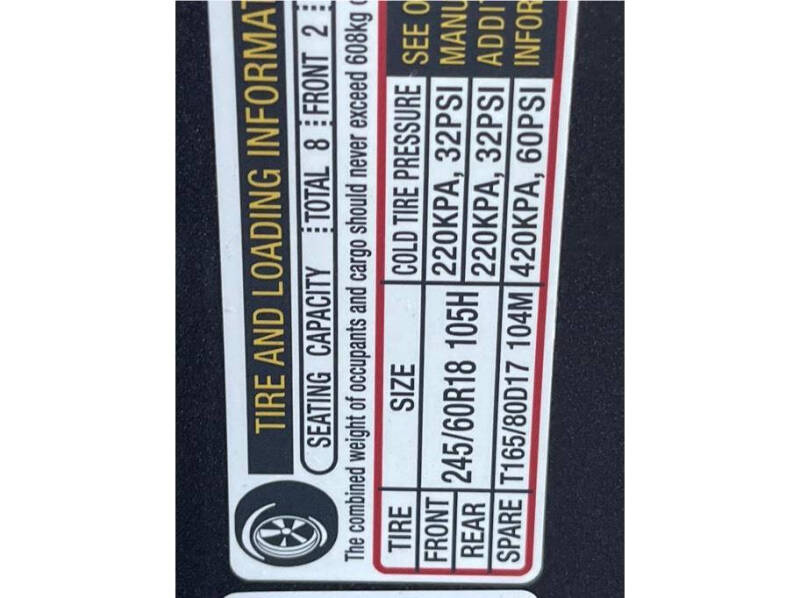 TIRE AND LOADING INFORMAT
SEATING CAPACITY TOTAL 8 FRONT 2
The combined weight of occupants and cargo should never exceed 608kg
TIRE SIZE COLD TIRE PRESSURE SEE O
FRONT 245/60R18 105H 220KPA, 32PSI MANU
REAR 220KPA, 32PSI ADDIT
SPARE T165/80D17 104M 420KPA, 60PSI INFOR